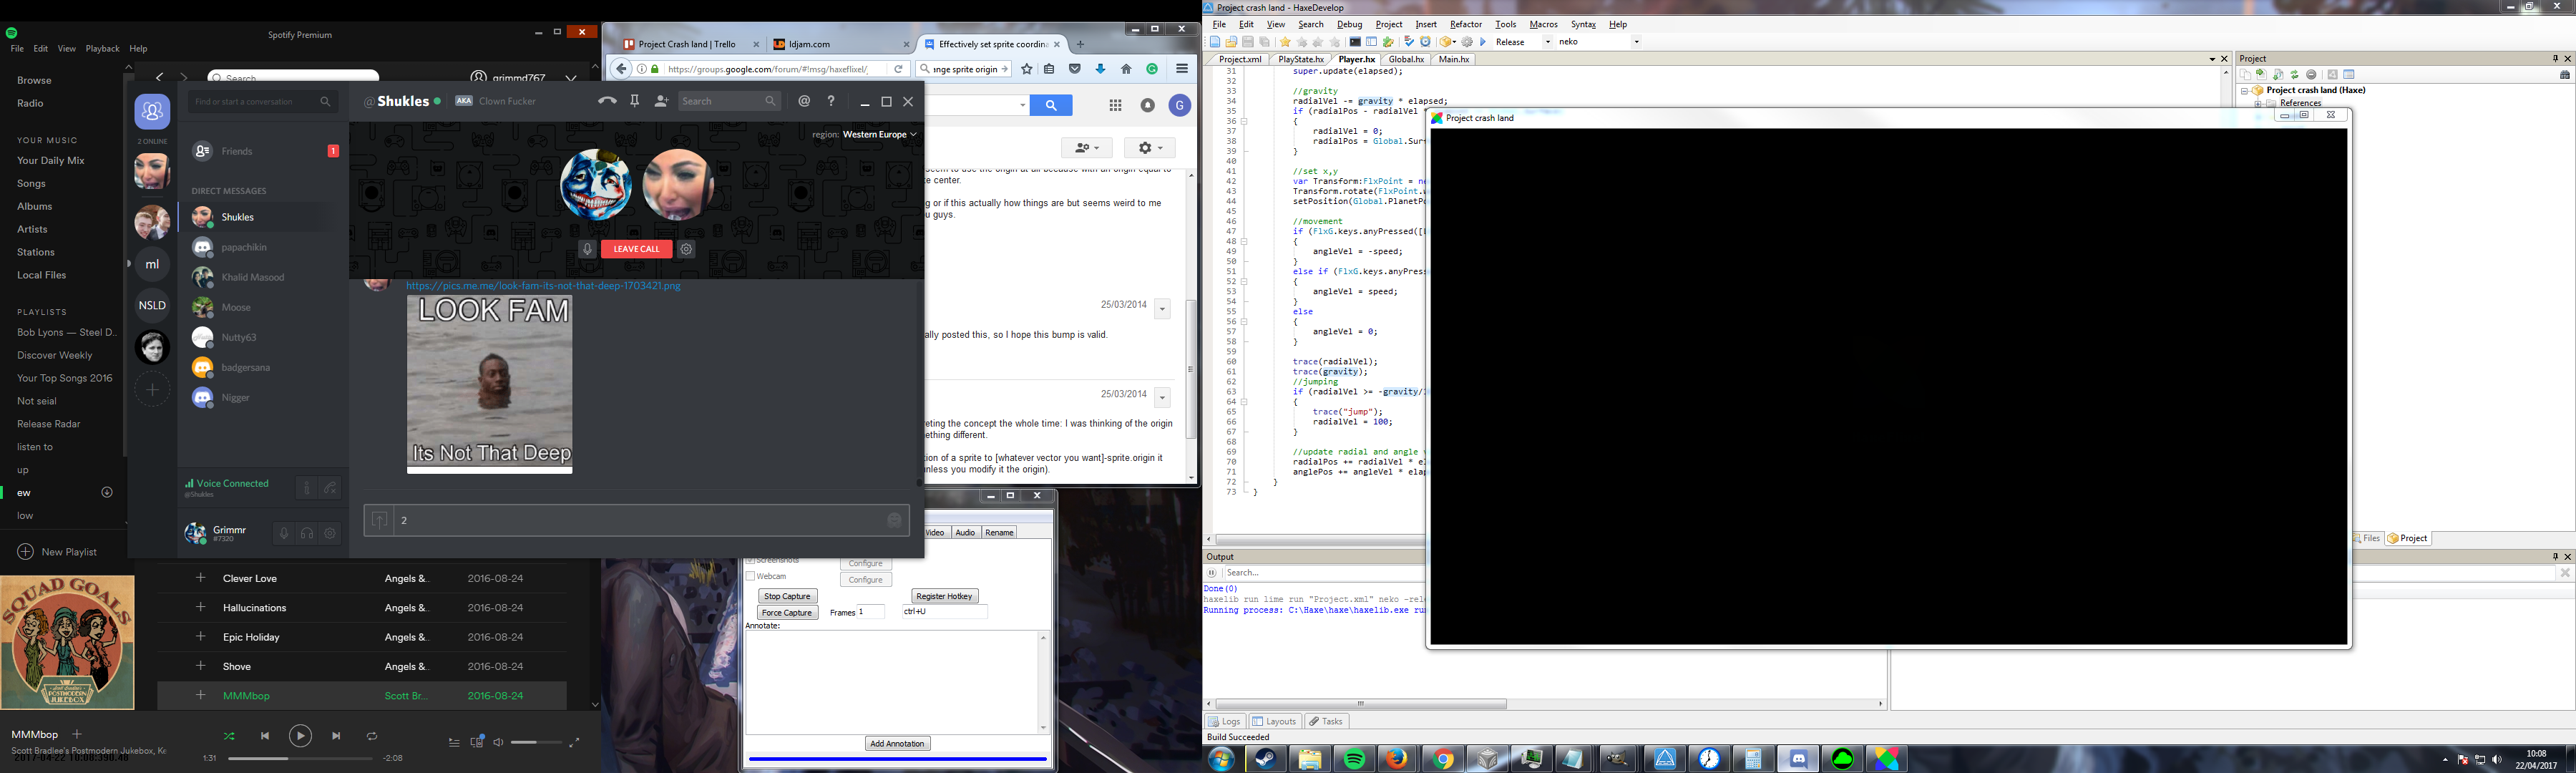 Spotify Premium
File Edit View Playback Help
Search
grimmd767
Browse
Radio
YOUR MUSIC
Your Daily Mix
Songs
Albums
Artists
Stations
Local Files
PLAYLISTS
Bob Lyons — Steel D..
Discover Weekly
Your Top Songs 2016
Not seial
Release Radar
listen to
up
ew
low
New Playlist
SQUAD GOALS
POSTMODERN
JUKEBOX
Clever Love Angels &.. 2016-08-24
Hallucinations Angels &.. 2016-08-24
Epic Holiday Angels &.. 2016-08-24
Shove Angels &.. 2016-08-24
MMMbop Scott Br... 2016-08-24
MMMbop
Scott Bradlee's Postmodern Jukebox, Ke
1:31 -2:08
2017-04-22 10:08:390.40
2 ONLINE
ml
NSLD
Find or start a conversation
Friends 1
DIRECT MESSAGES
Shukles
papachikin
Khalid Masood
Moose
Nutty63
badgersana
Nigger
Voice Connected
@Shukles
Grimmr
#7320
@Shukles AKA Clown Fucker
Search
region: Western Europe
LEAVE CALL
https://pics.me.me/look-fam-its-not-that-deep-1703421.png
LOOK FAM
Its Not That Deep
2
Project Crash land | Trello
ldjam.com
Effectively set sprite coordina
https://groups.google.com/forum/#!msg/haxeflixel/
inge sprite origin
G
seem to use the origin at all because with an origin equal to
te center.
g or if this actually how things are but seems weird to me
u guys.
25/03/2014
ally posted this, so I hope this bump is valid.
25/03/2014
reting the concept the whole time: I was thinking of the origin
ething different.
tion of a sprite to [whatever vector you want]-sprite.origin it
unless you modify it the origin).
Video Audio Rename
Screenshots Configure
Webcam Configure
Stop Capture Register Hotkey
Force Capture Frames 1 ctrl+U
Annotate:
Add Annotation
Project crash land - HaxeDevelop
File Edit View Search Debug Project Insert Refactor Tools Macros Syntax Help
Release neko
Project.xml PlayState.hx Player.hx Global.hx Main.hx
31 super.update(elapsed);
32
33 //gravity
34 radialVel -= gravity * elapsed;
35 if (radialPos - radialVel *
36 {
37 radialVel = 0;
38 radialPos = Global.Surf
39 }
40
41 //set x,y
42 var Transform:FlxPoint = ne
43 Transform.rotate(FlxPoint.w
44 setPosition(Global.PlanetPo
45
46 //movement
47 if (FlxG.keys.anyPressed([L
48 {
49 angleVel = -speed;
50 }
51 else if (FlxG.keys.anyPress
52 {
53 angleVel = speed;
54 }
55 else
56 {
57 angleVel = 0;
58 }
59
60 trace(radialVel);
61 trace(gravity);
62 //jumping
63 if (radialVel >= -gravity/
64 {
65 trace("jump");
66 radialVel = 100;
67 }
68
69 //update radial and angle v
70 radialPos += radialVel * el
71 anglePos += angleVel * elap
72 }
73 }
Project crash land
Project
Project crash land (Haxe)
References
Files Project
Output
Search...
Done(0)
haxelib run lime run "Project.xml" neko -rele
Running process: C:\Haxe\haxe\haxelib.exe run
Logs Layouts Tasks
Build Succeeded
10:08
22/04/2017